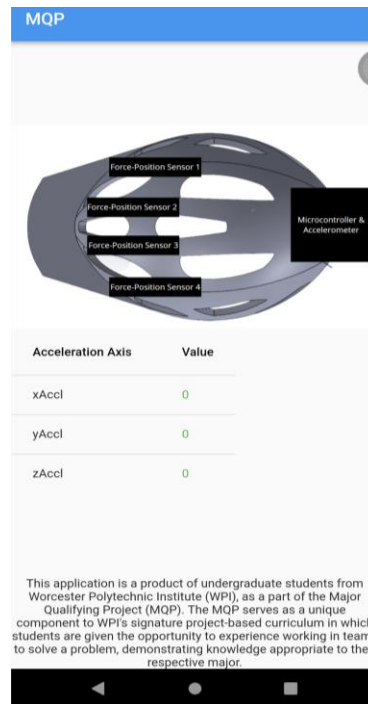 MQP
Force-Position Sensor 1
Force-Position Sensor 2
Microcontroller &
Accelerometer
Force-Position Sensor 3
Force-Position Sensor 4
Acceleration Axis Value
xAccl 0
yAccl 0
zAccl 0
This application is a product of undergraduate students from
Worcester Polytechnic Institute (WPI), as a part of the Major
Qualifying Project (MQP). The MQP serves as a unique
component to WPI's signature project-based curriculum in which
students are given the opportunity to experience working in team
to solve a problem, demonstrating knowledge appropriate to the
respective major.